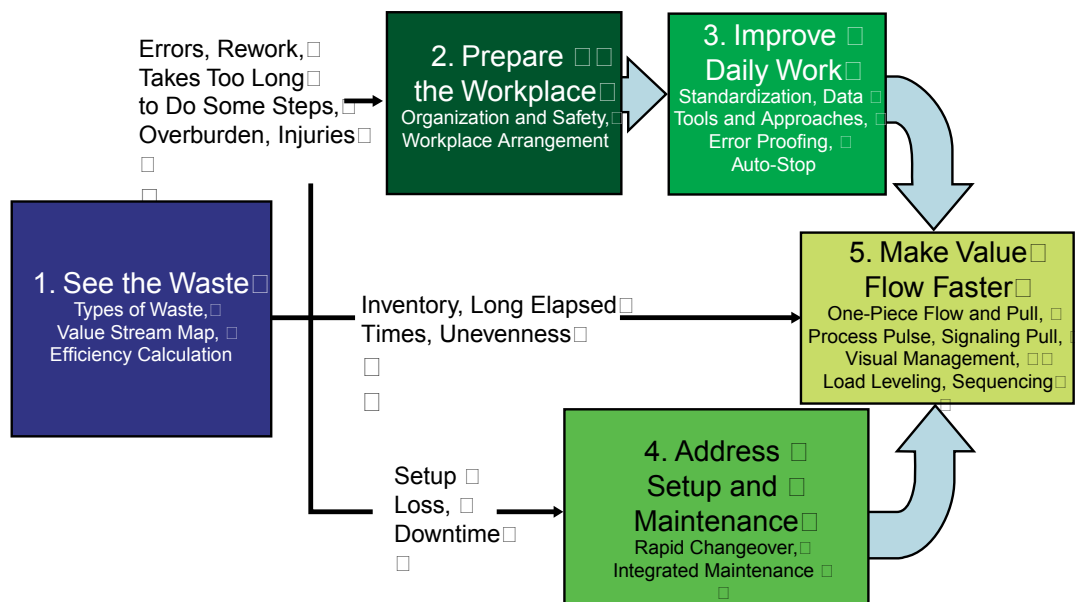 Errors, Rework,
Takes Too Long
to Do Some Steps,
Overburden, Injuries
2. Prepare
the Workplace
Organization and Safety,
Workplace Arrangement
3. Improve
Daily Work
Standardization, Data
Tools and Approaches,
Error Proofing,
Auto-Stop
1. See the Waste
Types of Waste,
Value Stream Map,
Efficiency Calculation
Inventory, Long Elapsed
Times, Unevenness
5. Make Value
Flow Faster
One-Piece Flow and Pull,
Process Pulse, Signaling Pull,
Visual Management,
Load Leveling, Sequencing
Setup
Loss,
Downtime
4. Address
Setup and
Maintenance
Rapid Changeover,
Integrated Maintenance